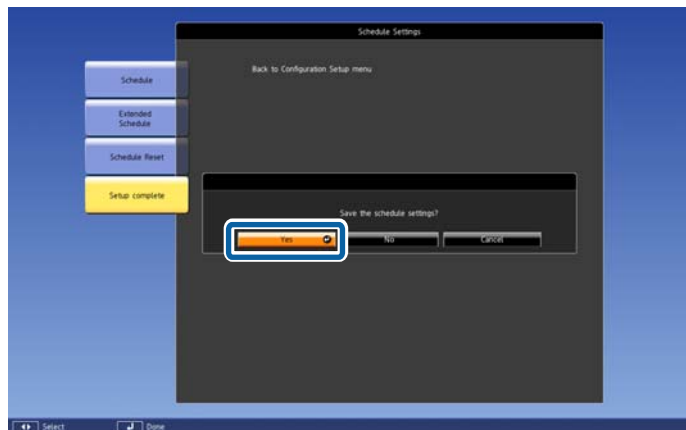 Schedule Settings
Back to Configuration Setup menu
Schedule
Extended
Schedule
Schedule Reset
Setup complete
Save the schedule settings?
Yes No Cancel
Select Done